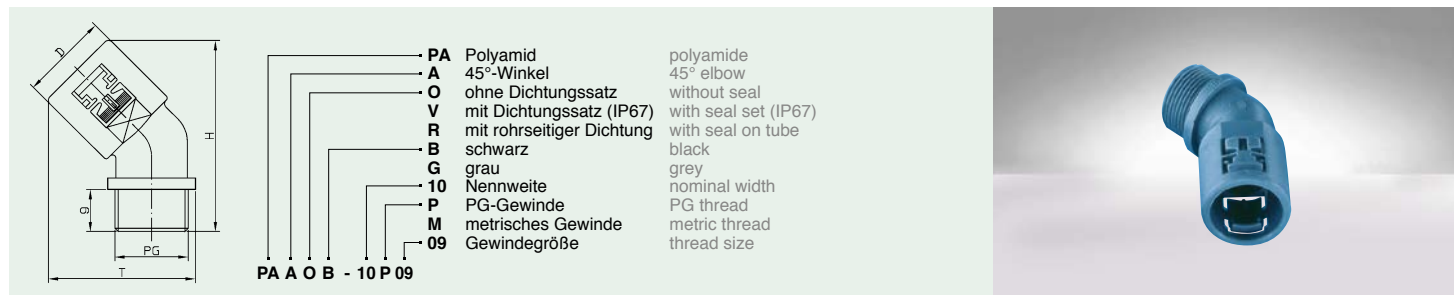 D
H
g
PG
T
PA Polyamid polyamide
A 45°-Winkel 45° elbow
O ohne Dichtungssatz without seal
V mit Dichtungssatz (IP67) with seal set (IP67)
R mit rohrseitiger Dichtung with seal on tube
B schwarz black
G grau grey
10 Nennweite nominal width
P PG-Gewinde PG thread
M metrisches Gewinde metric thread
09 Gewindegröße thread size
PA A O B - 10 P 09